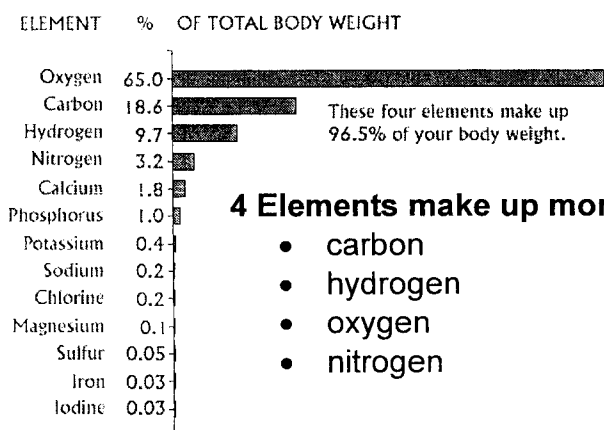 ELEMENT % OF TOTAL BODY WEIGHT
Oxygen 65.0
Carbon 18.6
Hydrogen 9.7
Nitrogen 3.2
Calcium 1.8
Phosphorus 1.0
Potassium 0.4
Sodium 0.2
Chlorine 0.2
Magnesium 0.1
Sulfur 0.05
Iron 0.03
Iodine 0.03
These four elements make up
96.5% of your body weight.
4 Elements make up mor
• carbon
• hydrogen
• oxygen
• nitrogen